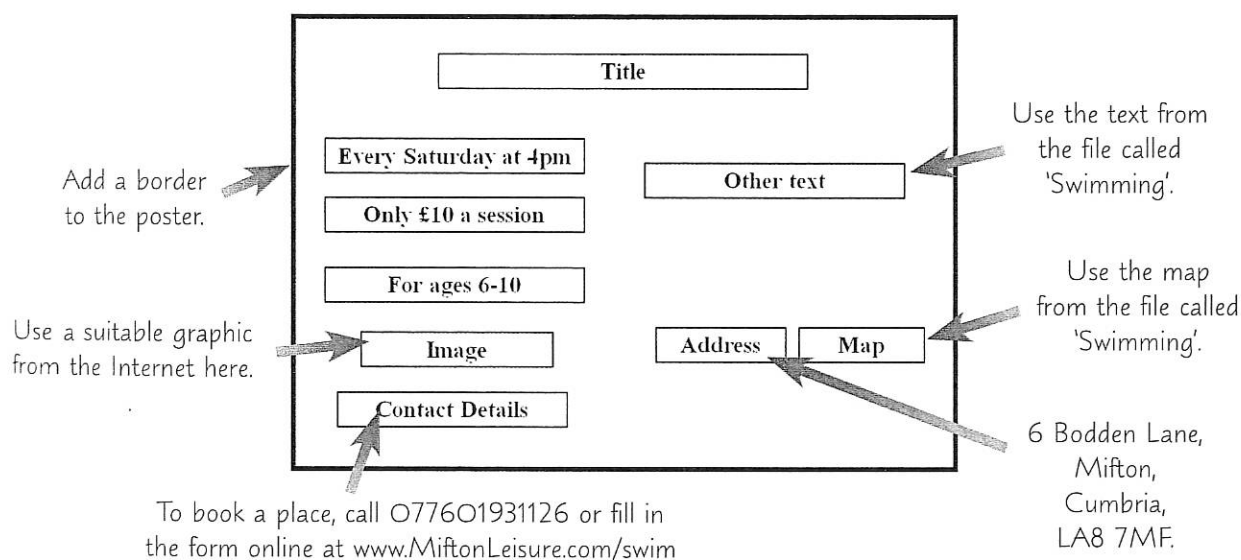 Title
Every Saturday at 4pm
Only £10 a session
For ages 6-10
Image
Contact Details
Other text
Address
Map
Add a border
to the poster.
Use a suitable graphic
from the Internet here.
To book a place, call 077601931126 or fill in
the form online at www.MiftonLeisure.com/swim
Use the text from
the file called
'Swimming'.
Use the map
from the file called
'Swimming'.
6 Bodden Lane,
Mifton,
Cumbria,
LA8 7MF.